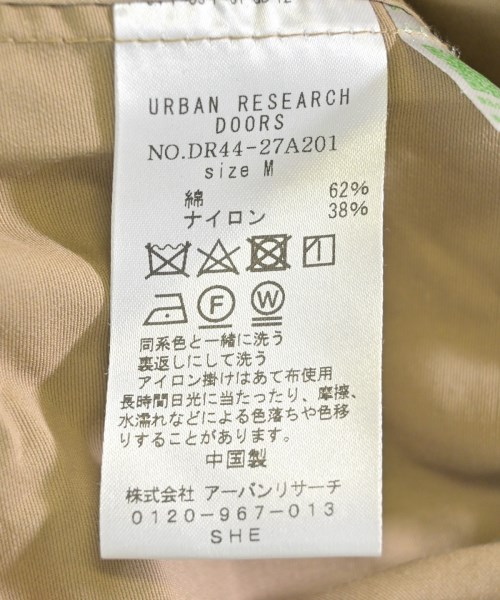 URBAN RESEARCH
DOORS
NO.DR44-27A201
size M
綿 62%
ナイロン 38%
F W
同系色と一緒に洗う
裏返しにして洗う
アイロン掛けはあて布使用
長時間日光に当たったり、摩擦、
水濡れなどによる色落ちや色移
りすることがあります。
中国製
株式会社 アーバンリサーチ
0120-967-013
SHE